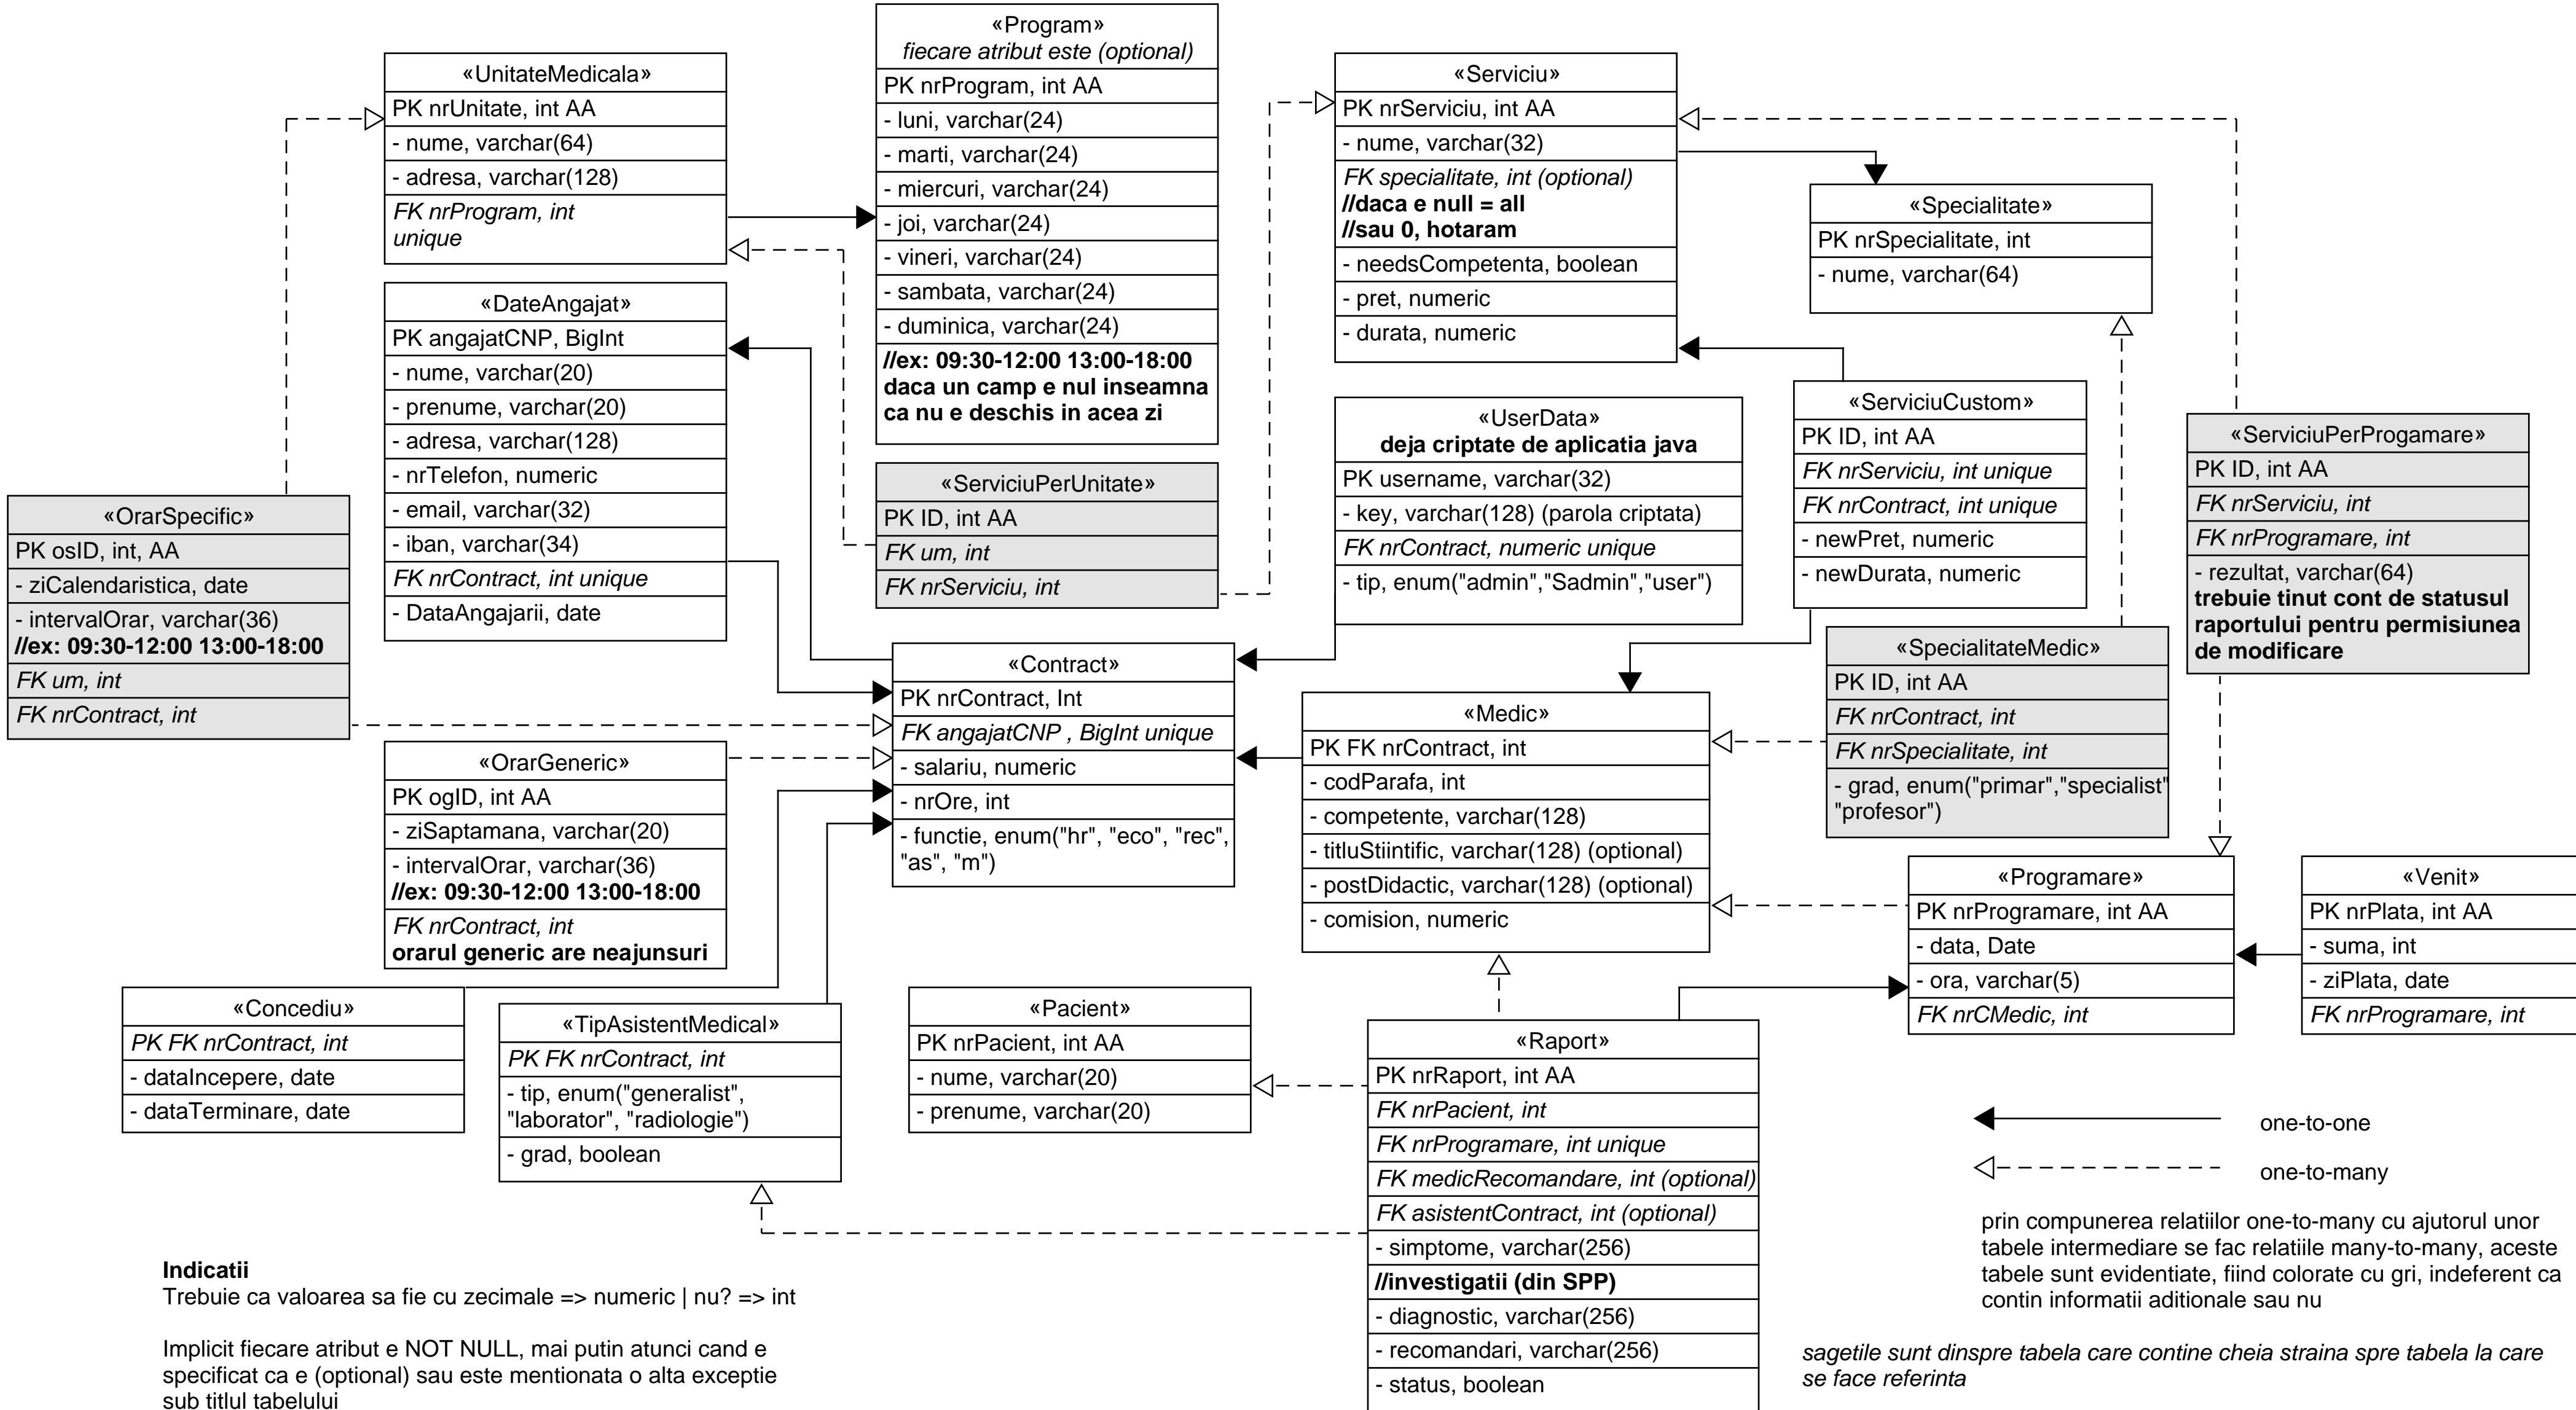 «UnitateMedicala»
PK nrUnitate, int AA
- nume, varchar(64)
- adresa, varchar(128)
FK nrProgram, int
unique
«Program»
fiecare atribut este (optional)
PK nrProgram, int AA
- luni, varchar(24)
- marti, varchar(24)
- miercuri, varchar(24)
- joi, varchar(24)
- vineri, varchar(24)
- sambata, varchar(24)
- duminica, varchar(24)
//ex: 09:30-12:00 13:00-18:00
daca un camp e nul inseamna
ca nu e deschis in acea zi
«Serviciu»
PK nrServiciu, int AA
- nume, varchar(32)
FK specialitate, int (optional)
//daca e null = all
//sau 0, hotaram
- needsCompetenta, boolean
- pret, numeric
- durata, numeric
«Specialitate»
PK nrSpecialitate, int
- nume, varchar(64)
«DateAngajat»
PK angajatCNP, BigInt
- nume, varchar(20)
- prenume, varchar(20)
- adresa, varchar(128)
- nrTelefon, numeric
- email, varchar(32)
- iban, varchar(34)
FK nrContract, int unique
- DataAngajarii, date
«ServiciuPerUnitate»
PK ID, int AA
FK um, int
FK nrServiciu, int
«UserData»
deja criptate de aplicatia java
PK username, varchar(32)
- key, varchar(128) (parola criptata)
FK nrContract, numeric unique
- tip, enum("admin","Sadmin","user")
«ServiciuCustom»
PK ID, int AA
FK nrServiciu, int unique
FK nrContract, int unique
- newPret, numeric
- newDurata, numeric
«ServiciuPerProgamare»
PK ID, int AA
FK nrServiciu, int
FK nrProgramare, int
- rezultat, varchar(64)
trebuie tinut cont de statusul
raportului pentru permisiunea
de modificare
«OrarSpecific»
PK osID, int, AA
- ziCalendaristica, date
- intervalOrar, varchar(36)
//ex: 09:30-12:00 13:00-18:00
FK um, int
FK nrContract, int
«Contract»
PK nrContract, Int
FK angajatCNP , BigInt unique
- salariu, numeric
- nrOre, int
- functie, enum("hr", "eco", "rec",
"as", "m")
«SpecialitateMedic»
PK ID, int AA
FK nrContract, int
FK nrSpecialitate, int
- grad, enum("primar","specialist"
"profesor")
«Medic»
PK FK nrContract, int
- codParafa, int
- competente, varchar(128)
- titluStiintific, varchar(128) (optional)
- postDidactic, varchar(128) (optional)
- comision, numeric
«OrarGeneric»
PK ogID, int AA
- ziSaptamana, varchar(20)
- intervalOrar, varchar(36)
//ex: 09:30-12:00 13:00-18:00
FK nrContract, int
orarul generic are neajunsuri
«Programare»
PK nrProgramare, int AA
- data, Date
- ora, varchar(5)
FK nrCMedic, int
«Venit»
PK nrPlata, int AA
- suma, int
- ziPlata, date
FK nrProgramare, int
«Concediu»
PK FK nrContract, int
- dataIncepere, date
- dataTerminare, date
«TipAsistentMedical»
PK FK nrContract, int
- tip, enum("generalist",
"laborator", "radiologie")
- grad, boolean
«Pacient»
PK nrPacient, int AA
- nume, varchar(20)
- prenume, varchar(20)
«Raport»
PK nrRaport, int AA
FK nrPacient, int
FK nrProgramare, int unique
FK medicRecomandare, int (optional)
FK asistentContract, int (optional)
- simptome, varchar(256)
//investigatii (din SPP)
- diagnostic, varchar(256)
- recomandari, varchar(256)
- status, boolean
one-to-one
one-to-many
prin compunerea relatiilor one-to-many cu ajutorul unor
tabele intermediare se fac relatiile many-to-many, aceste
tabele sunt evidentiate, fiind colorate cu gri, indeferent ca
contin informatii aditionale sau nu
sagetile sunt dinspre tabela care contine cheia straina spre tabela la care
se face referinta
Indicatii
Trebuie ca valoarea sa fie cu zecimale => numeric | nu? => int
Implicit fiecare atribut e NOT NULL, mai putin atunci cand e
specificat ca e (optional) sau este mentionata o alta exceptie
sub titlul tabelului